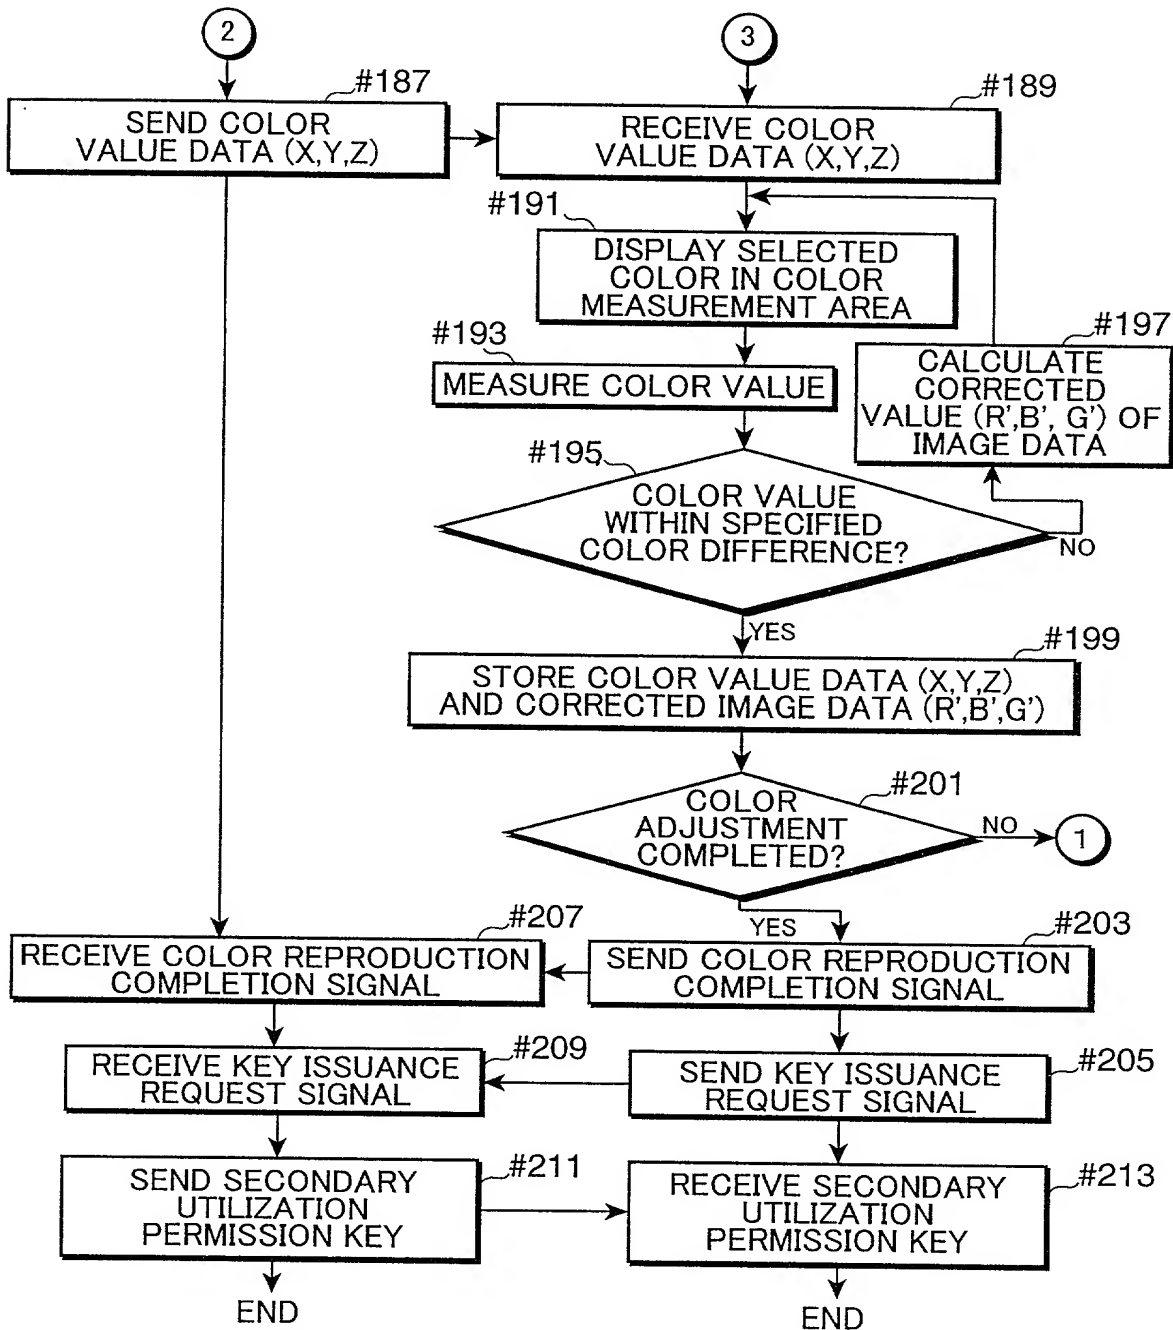 2
3
#187
SEND COLOR
VALUE DATA (X,Y,Z)
#189
RECEIVE COLOR
VALUE DATA (X,Y,Z)
#191
DISPLAY SELECTED
COLOR IN COLOR
MEASUREMENT AREA
#193
MEASURE COLOR VALUE
#197
CALCULATE
CORRECTED
VALUE (R',B', G') OF
IMAGE DATA
#195
COLOR VALUE
WITHIN SPECIFIED
COLOR DIFFERENCE?
NO
YES
#199
STORE COLOR VALUE DATA (X,Y,Z)
AND CORRECTED IMAGE DATA (R',B',G')
#201
COLOR
ADJUSTMENT
COMPLETED?
NO
1
YES
#207
RECEIVE COLOR REPRODUCTION
COMPLETION SIGNAL
#203
SEND COLOR REPRODUCTION
COMPLETION SIGNAL
#209
RECEIVE KEY ISSUANCE
REQUEST SIGNAL
#205
SEND KEY ISSUANCE
REQUEST SIGNAL
#211
SEND SECONDARY
UTILIZATION
PERMISSION KEY
#213
RECEIVE SECONDARY
UTILIZATION
PERMISSION KEY
END
END